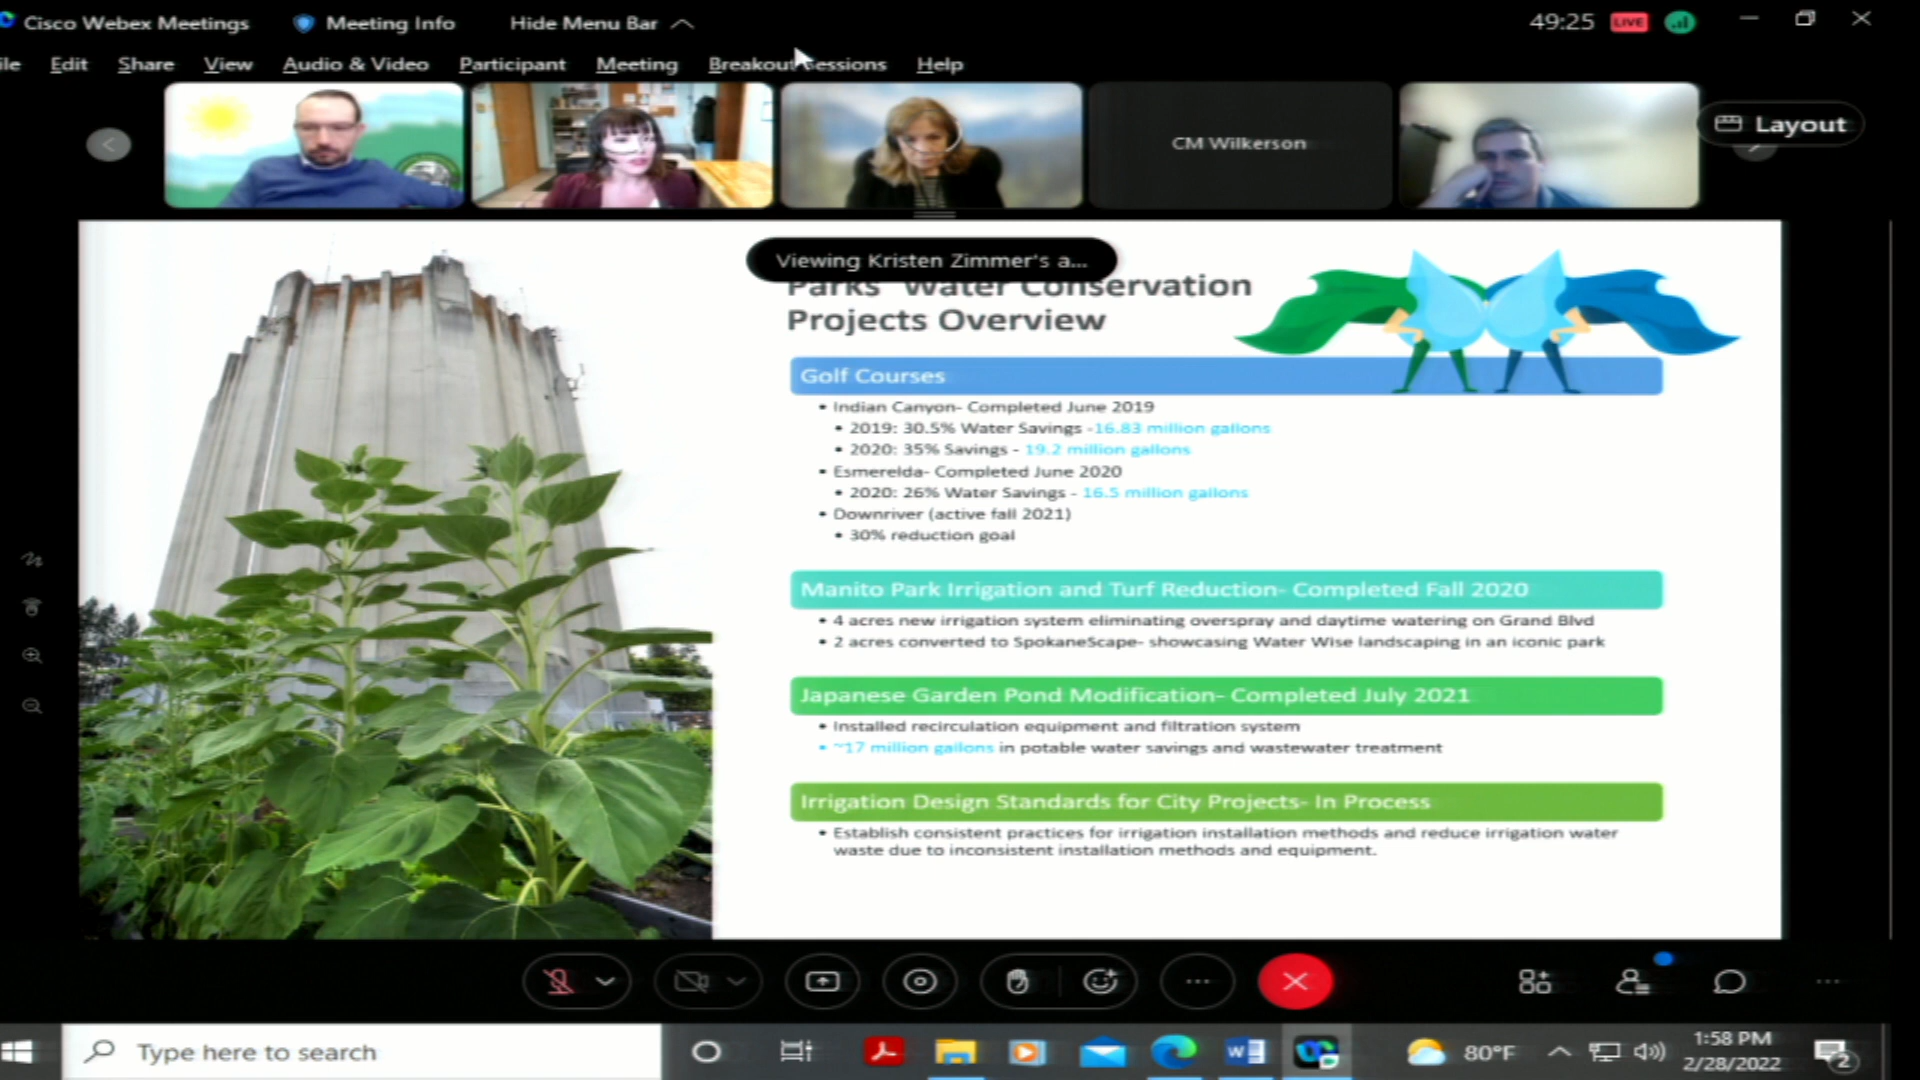 Cisco Webex Meetings
Meeting Info
Hide Menu Bar
49:25
LIVE
ile Edit Share View Audio & Video Participant Meeting Breakout Sessions Help
CM Wilkerson
Layout
Viewing Kristen Zimmer's a...
Parks' Water Conservation
Projects Overview
Golf Courses
• Indian Canyon- Completed June 2019
• 2019: 30.5% Water Savings -16.83 million gallons
• 2020: 35% Savings - 19.2 million gallons
• Esmerelda- Completed June 2020
• 2020: 26% Water Savings - 16.5 million gallons
• Downriver (active fall 2021)
• 30% reduction goal
Manito Park Irrigation and Turf Reduction- Completed Fall 2020
• 4 acres new irrigation system eliminating overspray and daytime watering on Grand Blvd
• 2 acres converted to SpokaneScape- showcasing Water Wise landscaping in an iconic park
Japanese Garden Pond Modification- Completed July 2021
• Installed recirculation equipment and filtration system
• ~17 million gallons in potable water savings and wastewater treatment
Irrigation Design Standards for City Projects- In Process
• Establish consistent practices for irrigation installation methods and reduce irrigation water
waste due to inconsistent installation methods and equipment.
Type here to search
80°F
1:58 PM
2/28/2022
2